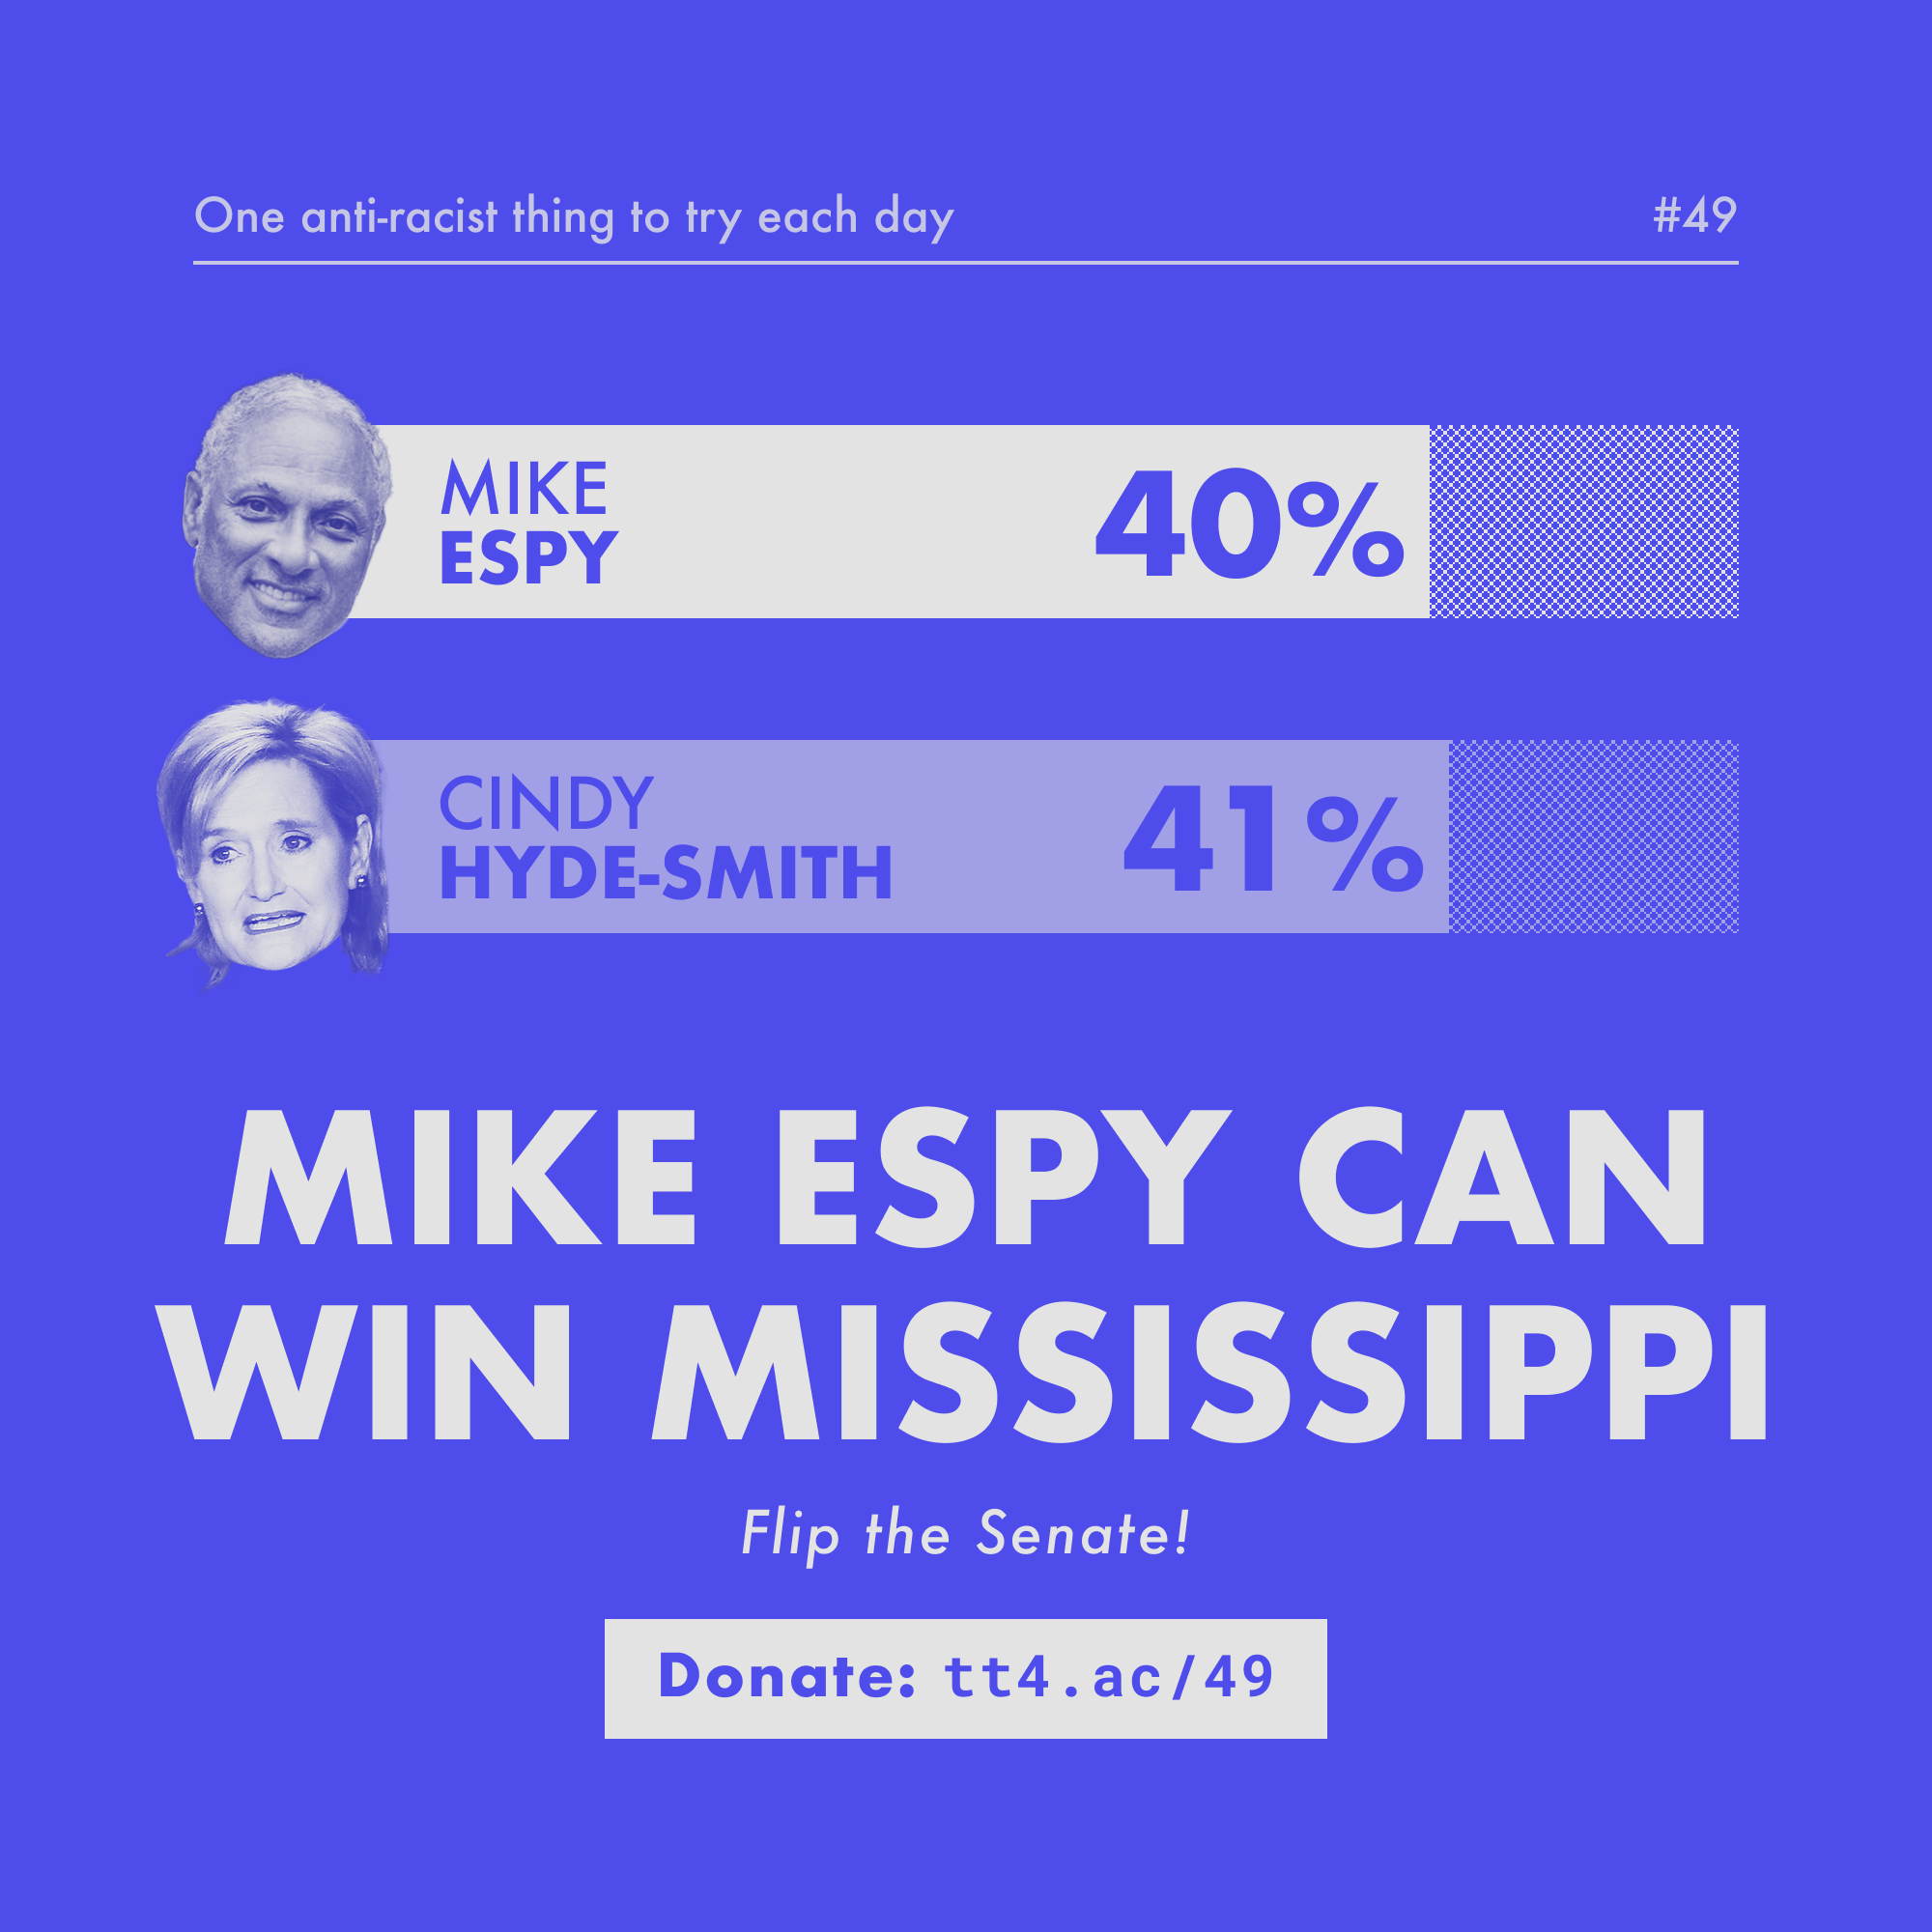 One anti-racist thing to try each day #49
MIKE
ESPY
40%
CINDY
HYDE-SMITH
41%
MIKE ESPY CAN
WIN MISSISSIPPI
Flip the Senate!
Donate: tt4.ac/49